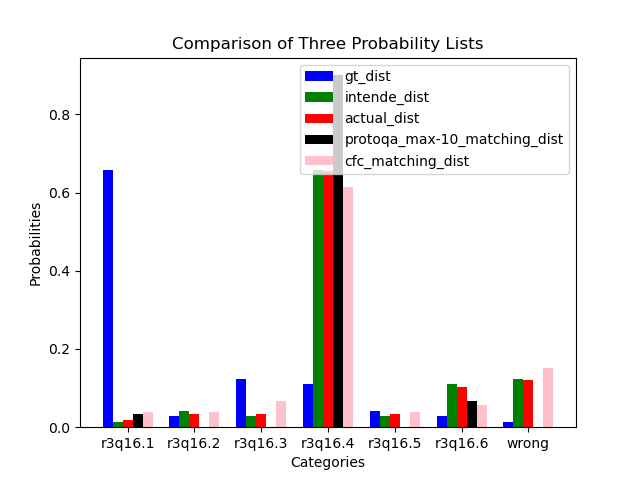 Comparison of Three Probability Lists
gt_dist
intende_dist
actual_dist
protoqa_max-10_matching_dist
cfc_matching_dist
Probabilities
0.8
0.6
0.4
0.2
0.0
r3q16.1 r3q16.2 r3q16.3 r3q16.4 r3q16.5 r3q16.6 wrong
Categories